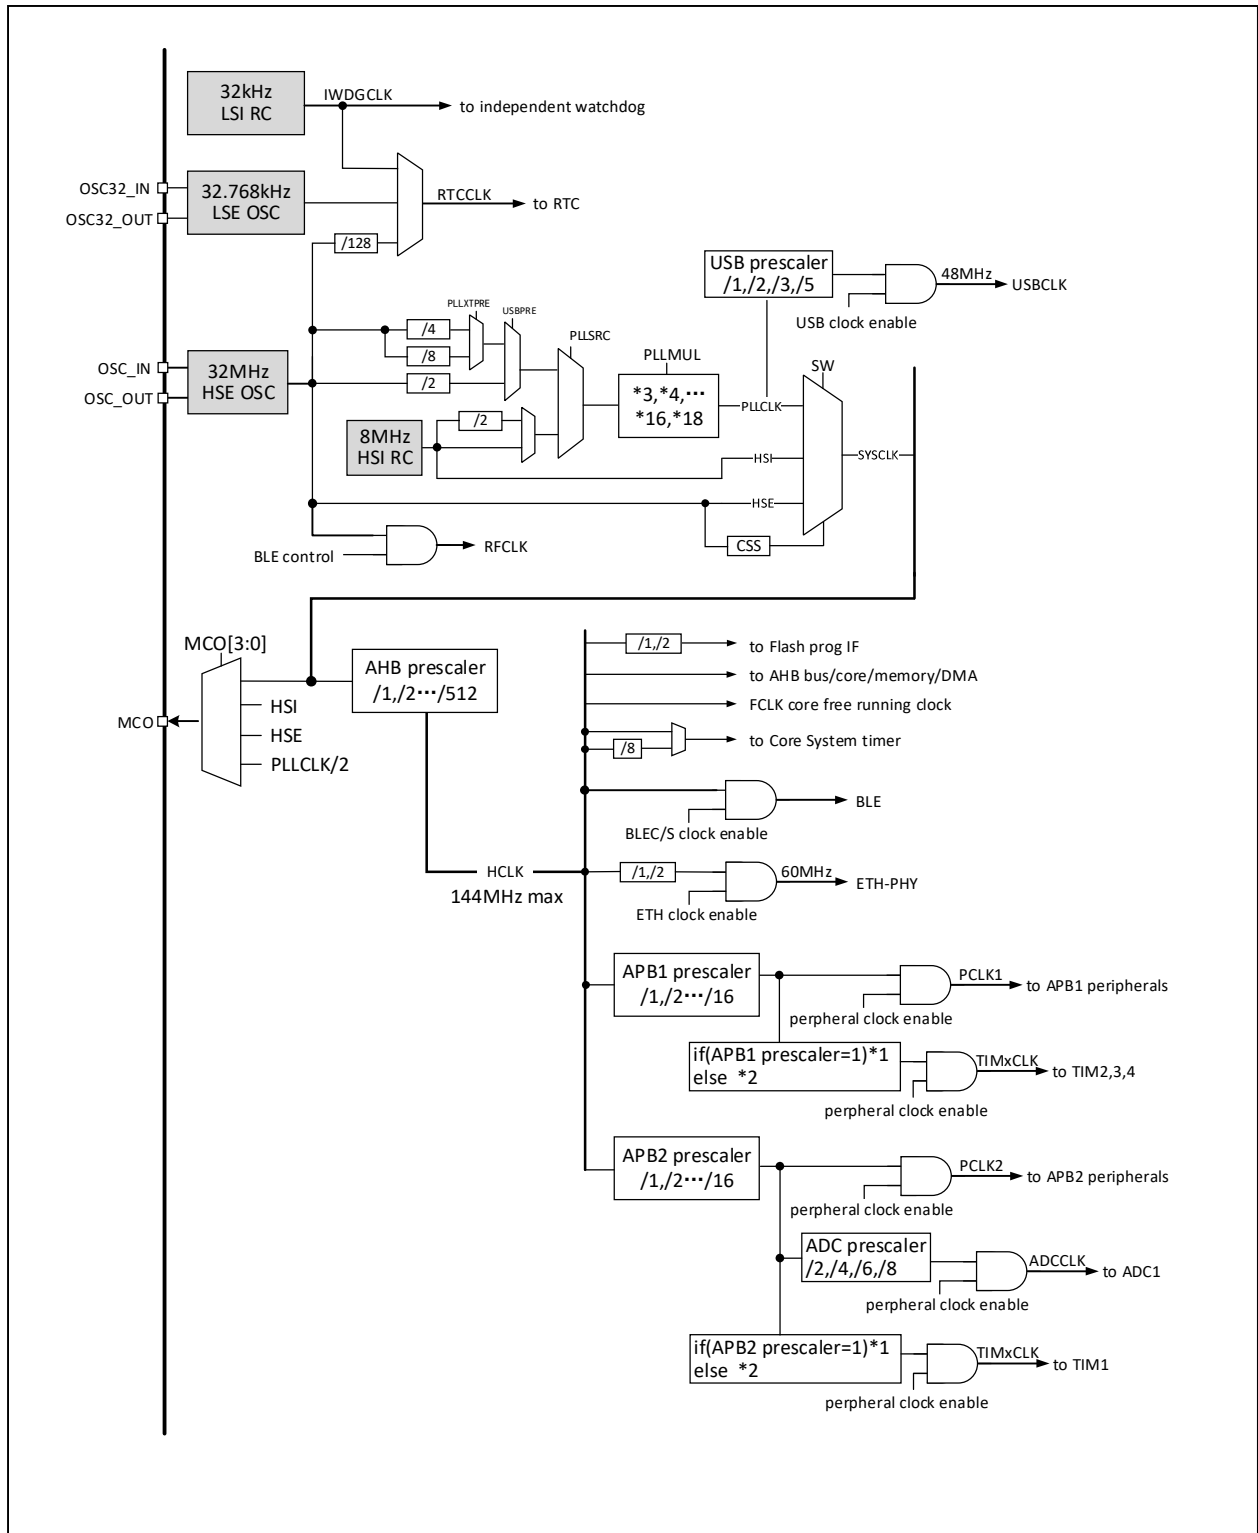 32kHz
LSI RC
IWDGCLK
to independent watchdog
OSC32_IN
OSC32_OUT
32.768kHz
LSE OSC
RTCCLK
to RTC
/128
USB prescaler
/1,/2,/3,/5
48MHz
USBCLK
USB clock enable
PLLXTPRE
USBPRE
PLLSRC
/4
/8
/2
OSC_IN
OSC_OUT
32MHz
HSE OSC
PLLMUL
*3,*4,···
*16,*18
PLLCLK
SW
8MHz
HSI RC
/2
HSI
SYSCLK
HSE
CSS
BLE control
RFCLK
MCO[3:0]
MCO
HSI
HSE
PLLCLK/2
AHB prescaler
/1,/2···/512
/1,/2
to Flash prog IF
to AHB bus/core/memory/DMA
FCLK core free running clock
/8
to Core System timer
BLE
BLEC/S clock enable
HCLK
144MHz max
/1,/2
60MHz
ETH-PHY
ETH clock enable
APB1 prescaler
/1,/2···/16
PCLK1
to APB1 peripherals
perpheral clock enable
if(APB1 prescaler=1)*1
else *2
TIMxCLK
to TIM2,3,4
perpheral clock enable
APB2 prescaler
/1,/2···/16
PCLK2
to APB2 peripherals
perpheral clock enable
ADC prescaler
/2,/4,/6,/8
ADCCLK
to ADC1
perpheral clock enable
if(APB2 prescaler=1)*1
else *2
TIMxCLK
to TIM1
perpheral clock enable